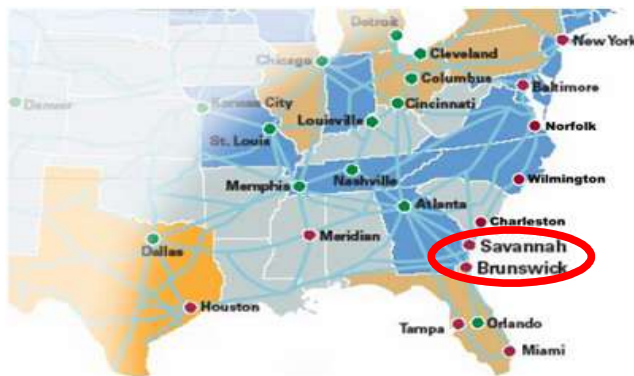 Detroit
New York
Chicago
Cleveland
Columbus
Baltimore
Denver
Kansas City
Cincinnati
Louisville
Norfolk
St. Louis
Memphis
Nashville
Wilmington
Atlanta
Charleston
Meridian
Savannah
Dallas
Brunswick
Houston
Tampa
Orlando
Miami